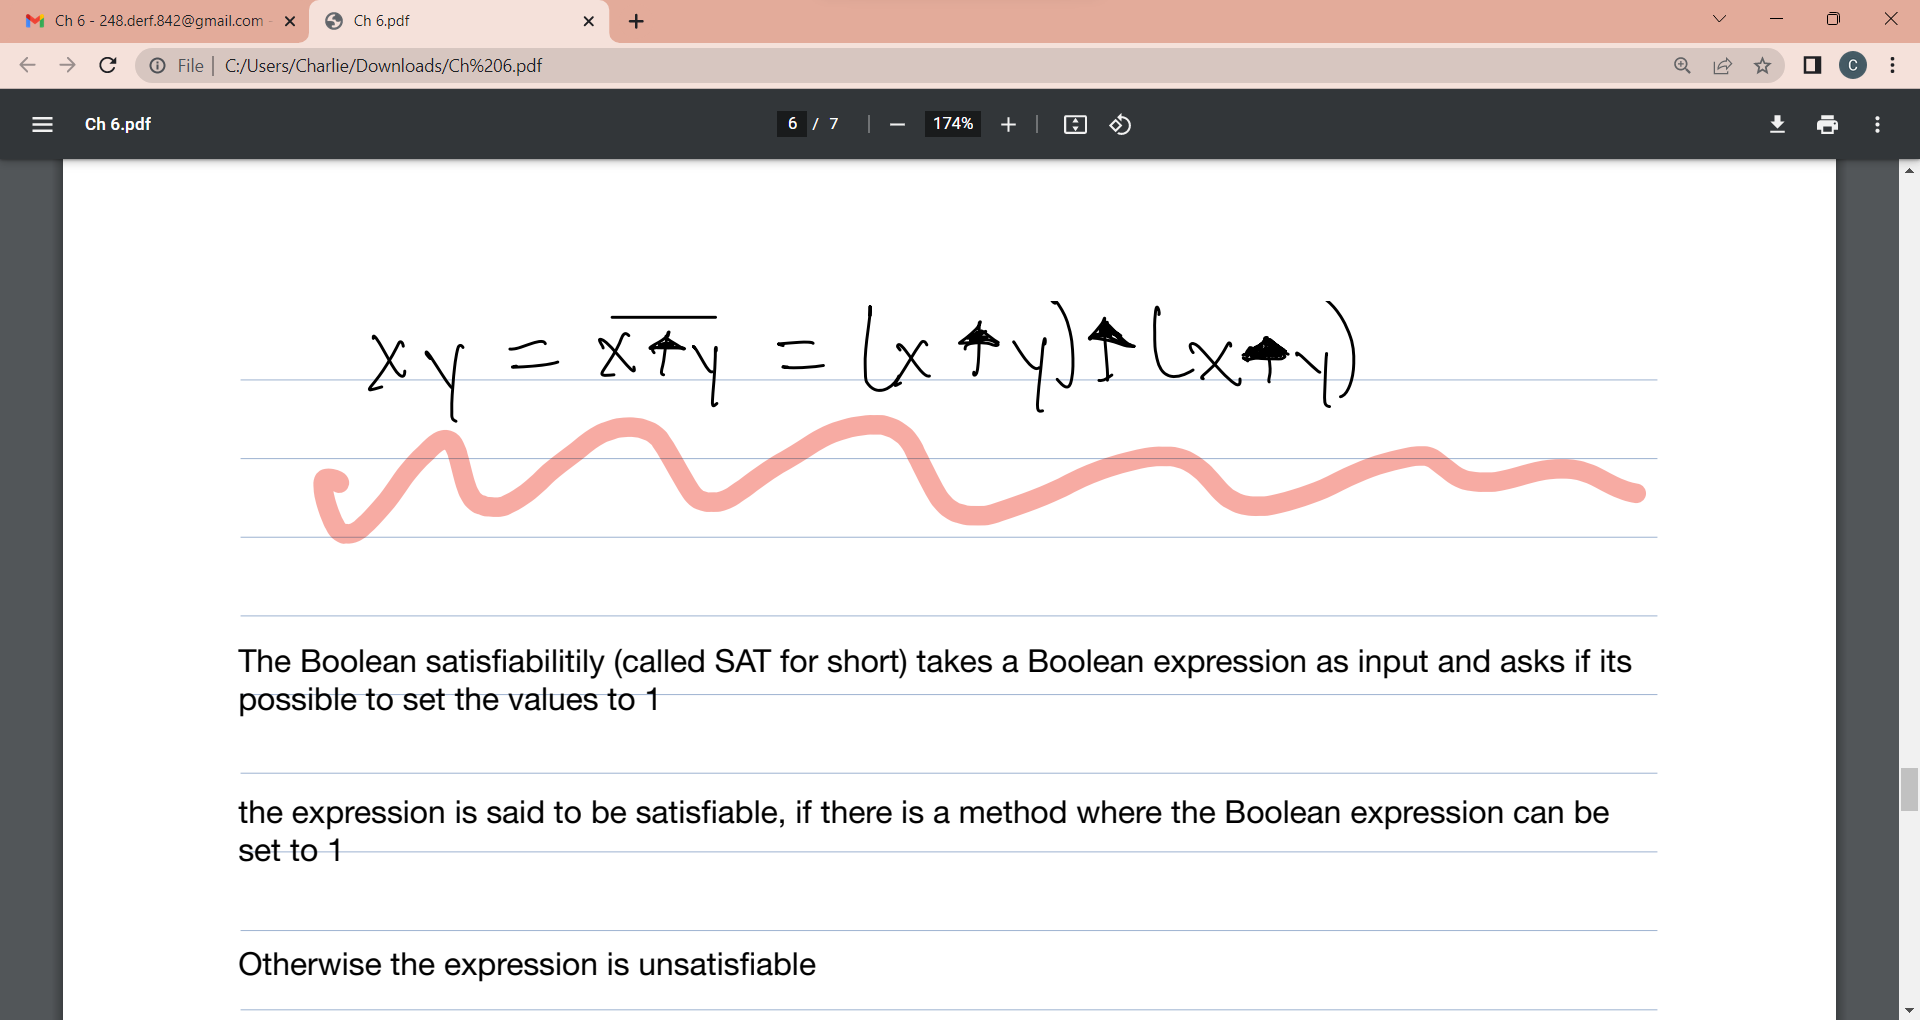 Ch 6 - 248.derf.842@gmail.com -
Ch 6.pdf
File | C:/Users/Charlie/Downloads/Ch%206.pdf
C
Ch 6.pdf
6 / 7
174%
xy = \overline{x↑y} = (x↑y)↑(x↑y)
The Boolean satisfiabilitily (called SAT for short) takes a Boolean expression as input and asks if its
possible to set the values to 1
the expression is said to be satisfiable, if there is a method where the Boolean expression can be
set to 1
Otherwise the expression is unsatisfiable